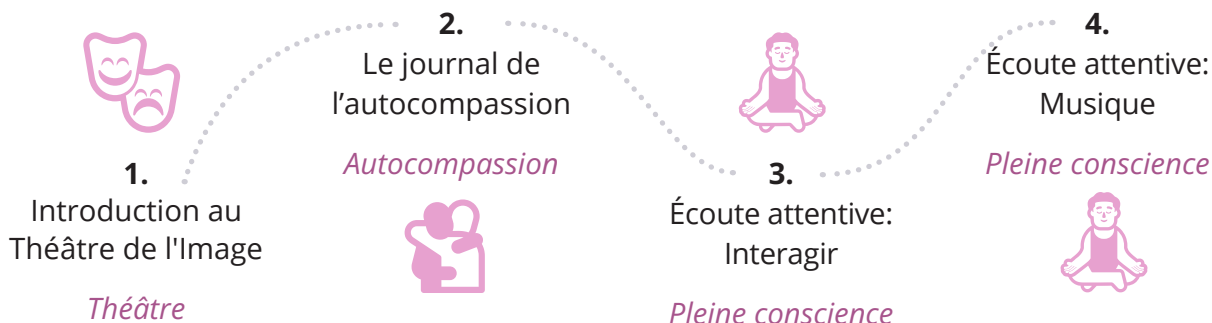 1.
Introduction au
Théâtre de l'Image
Théâtre
2.
Le journal de
l’autocompassion
Autocompassion
3.
Écoute attentive:
Interagir
Pleine conscience
4.
Écoute attentive:
Musique
Pleine conscience